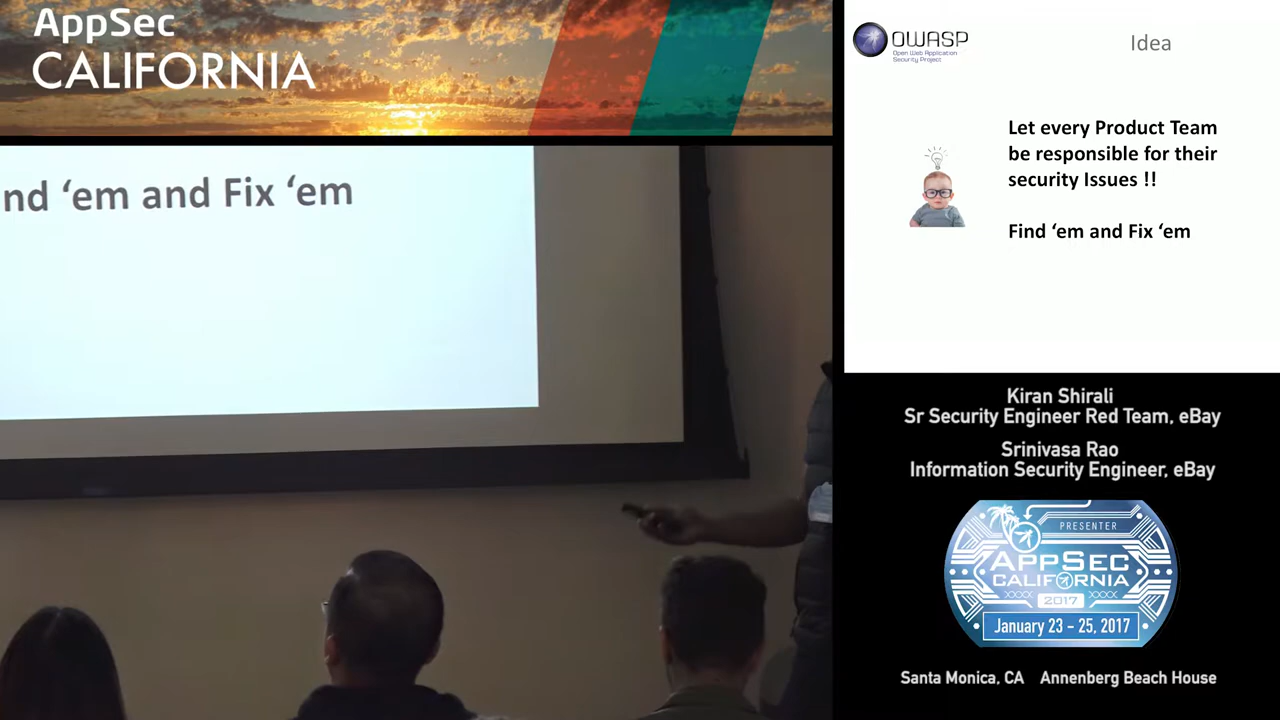 AppSec
CALIFORNIA
nd ‘em and Fix ‘em
OWASP
Open Web Application
Security Project
Idea
Let every Product Team
be responsible for their
security Issues !!
Find ‘em and Fix ‘em
Kiran Shirali
Sr Security Engineer Red Team, eBay
Srinivasa Rao
Information Security Engineer, eBay
PRESENTER
APPSEC
CALIFORNIA
2017
January 23 - 25, 2017
Santa Monica, CA Annenberg Beach House